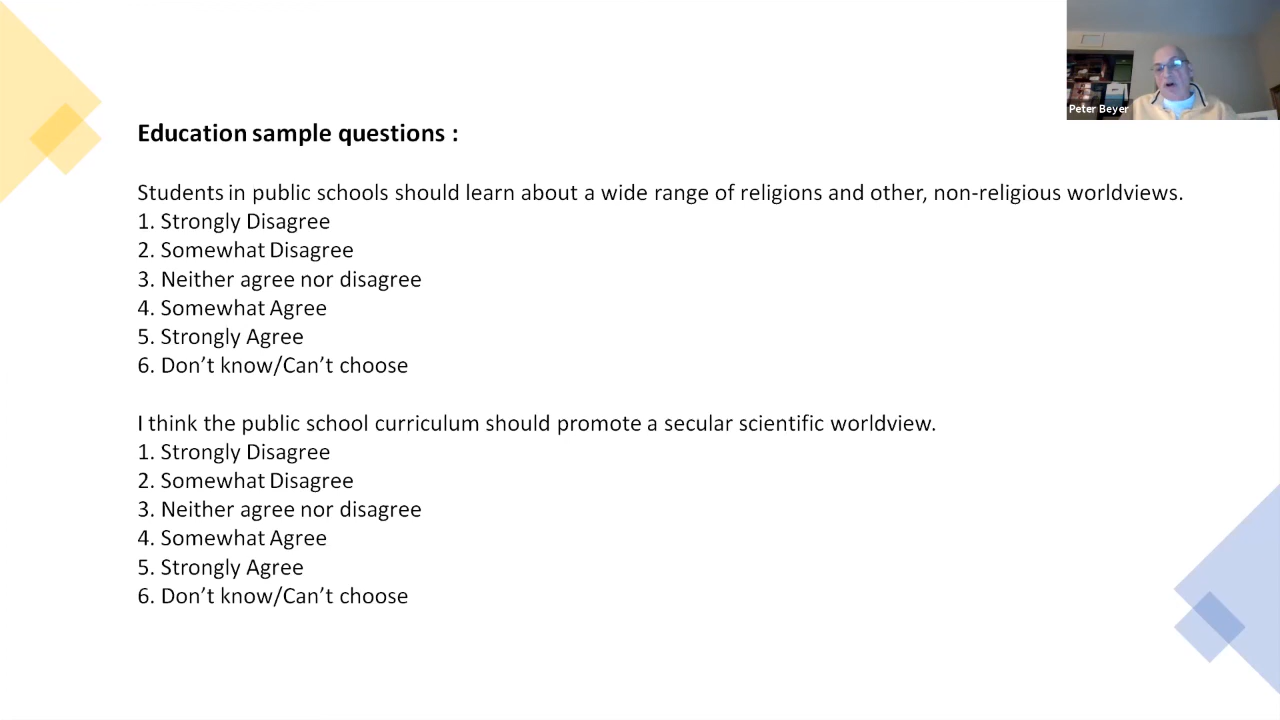 Peter Beyer
Education sample questions :
Students in public schools should learn about a wide range of religions and other, non-religious worldviews.
1. Strongly Disagree
2. Somewhat Disagree
3. Neither agree nor disagree
4. Somewhat Agree
5. Strongly Agree
6. Don’t know/Can’t choose
I think the public school curriculum should promote a secular scientific worldview.
1. Strongly Disagree
2. Somewhat Disagree
3. Neither agree nor disagree
4. Somewhat Agree
5. Strongly Agree
6. Don’t know/Can’t choose